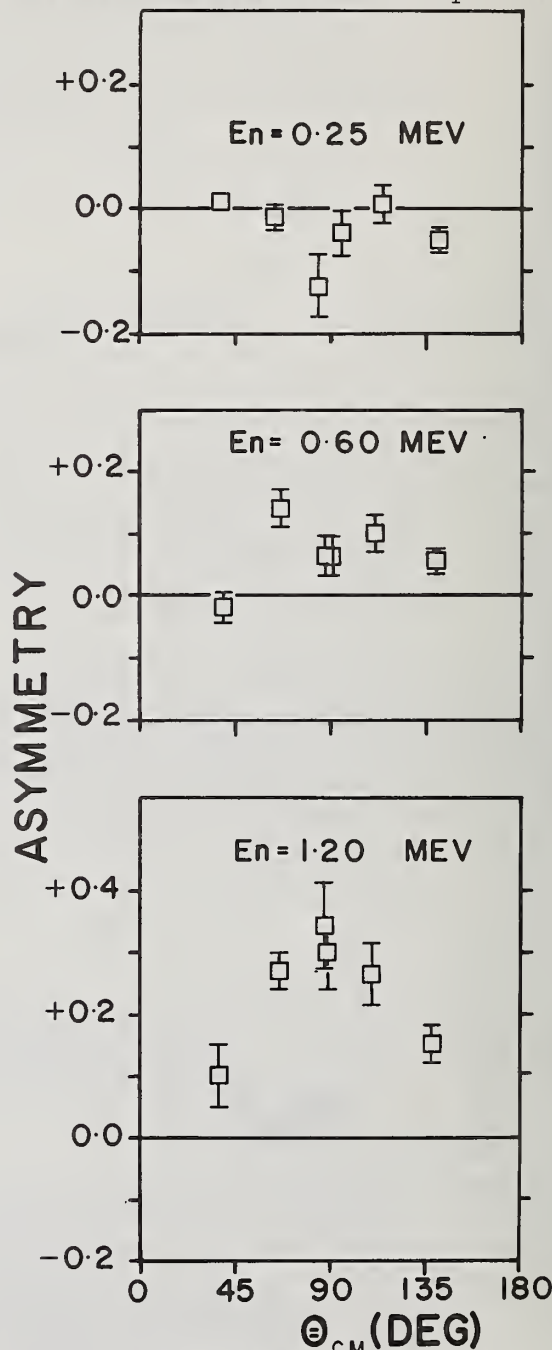 1
+0·2
En= 0·25 MEV
0·0
-0·2
+0·2
En= 0·60 MEV
0·0
-0·2
ASYMMETRY
En= 1·20 MEV
+0·4
+0·2
0·0
-0·2
0 45 90 135 180
Θ CM (DEG)